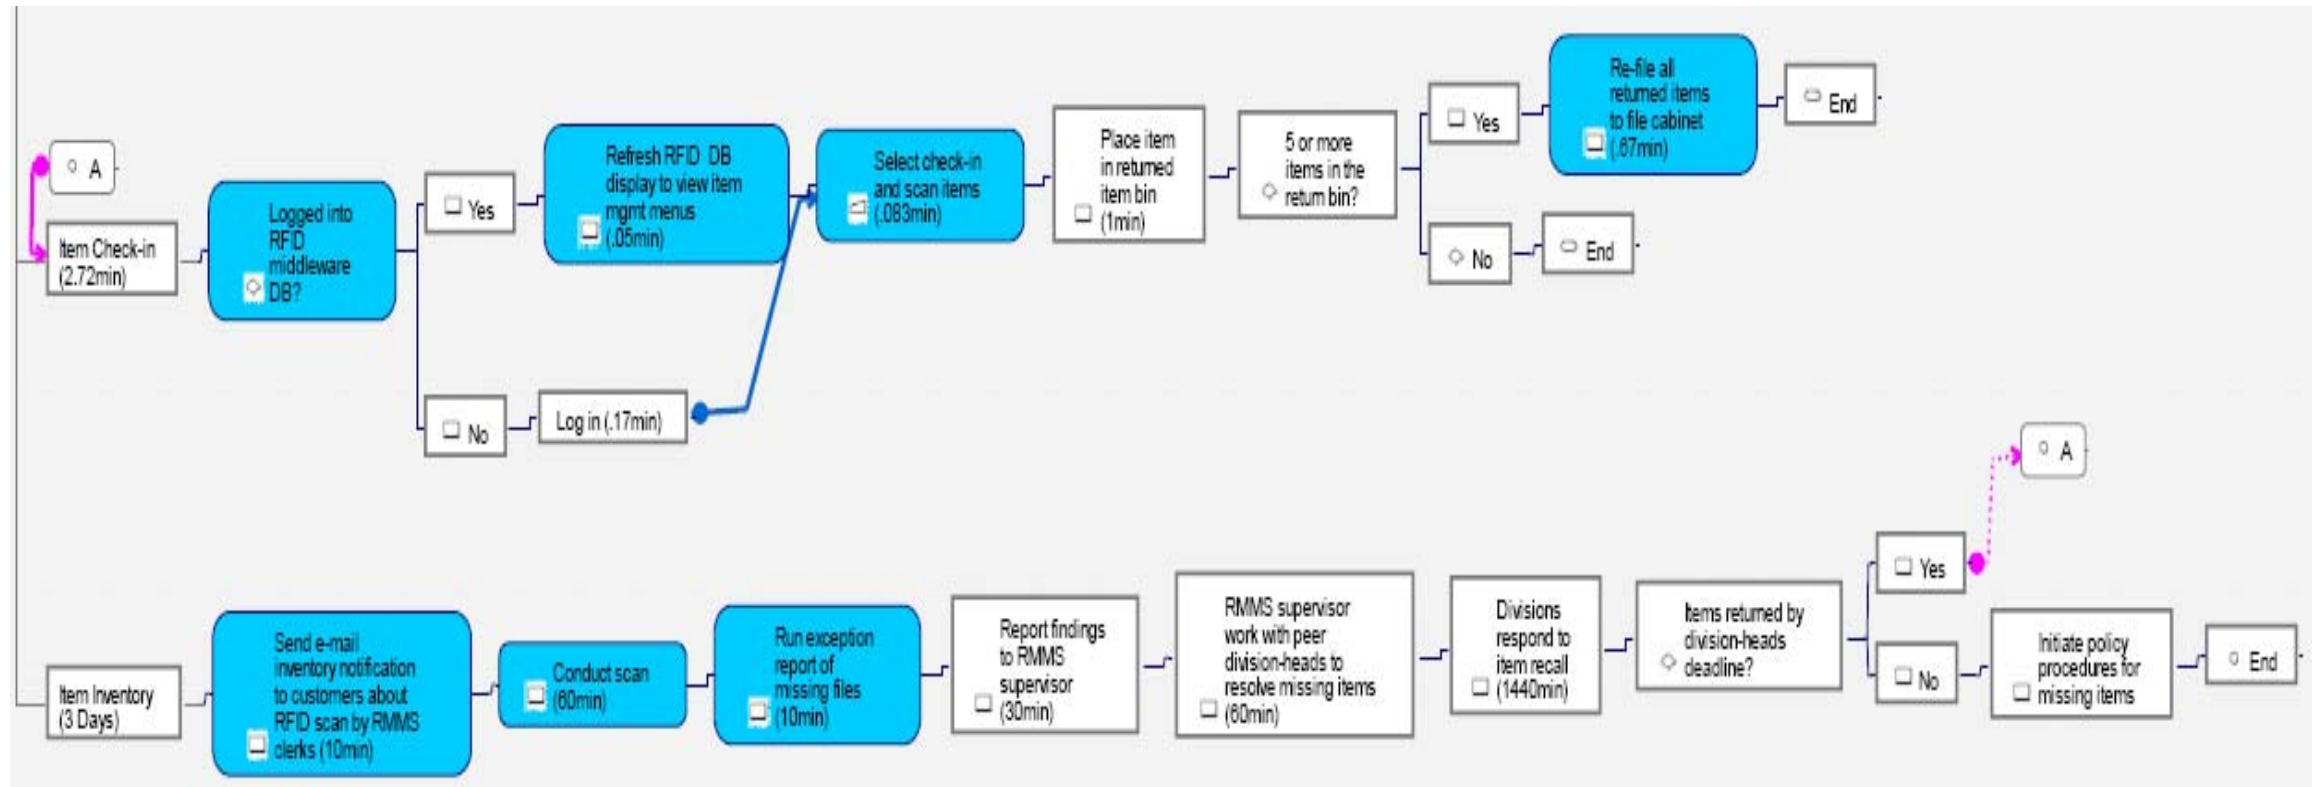 A
Item Check-in
(2.72min)
Logged into
RFID
middleware
DB?
Yes
Refresh RFID DB
display to view item
mgmt menus
(.05min)
Select check-in
and scan items
(.083min)
Place item
in returned
item bin
(1min)
5 or more
items in the
return bin?
Yes
Re-file all
returned items
to file cabinet
(.67min)
End
No
End
No
Log in (.17min)
Item Inventory
(3 Days)
Send e-mail
inventory notification
to customers about
RFID scan by RMMS
clerks (10min)
Conduct scan
(60min)
Run exception
report of
missing files
(10min)
Report findings
to RMMS
supervisor
(30min)
RMMS supervisor
work with peer
division-heads to
resolve missing items
(60min)
Divisions
respond to
item recall
(1440min)
Items returned by
division-heads
deadline?
Yes
A
No
Initiate policy
procedures for
missing items
End